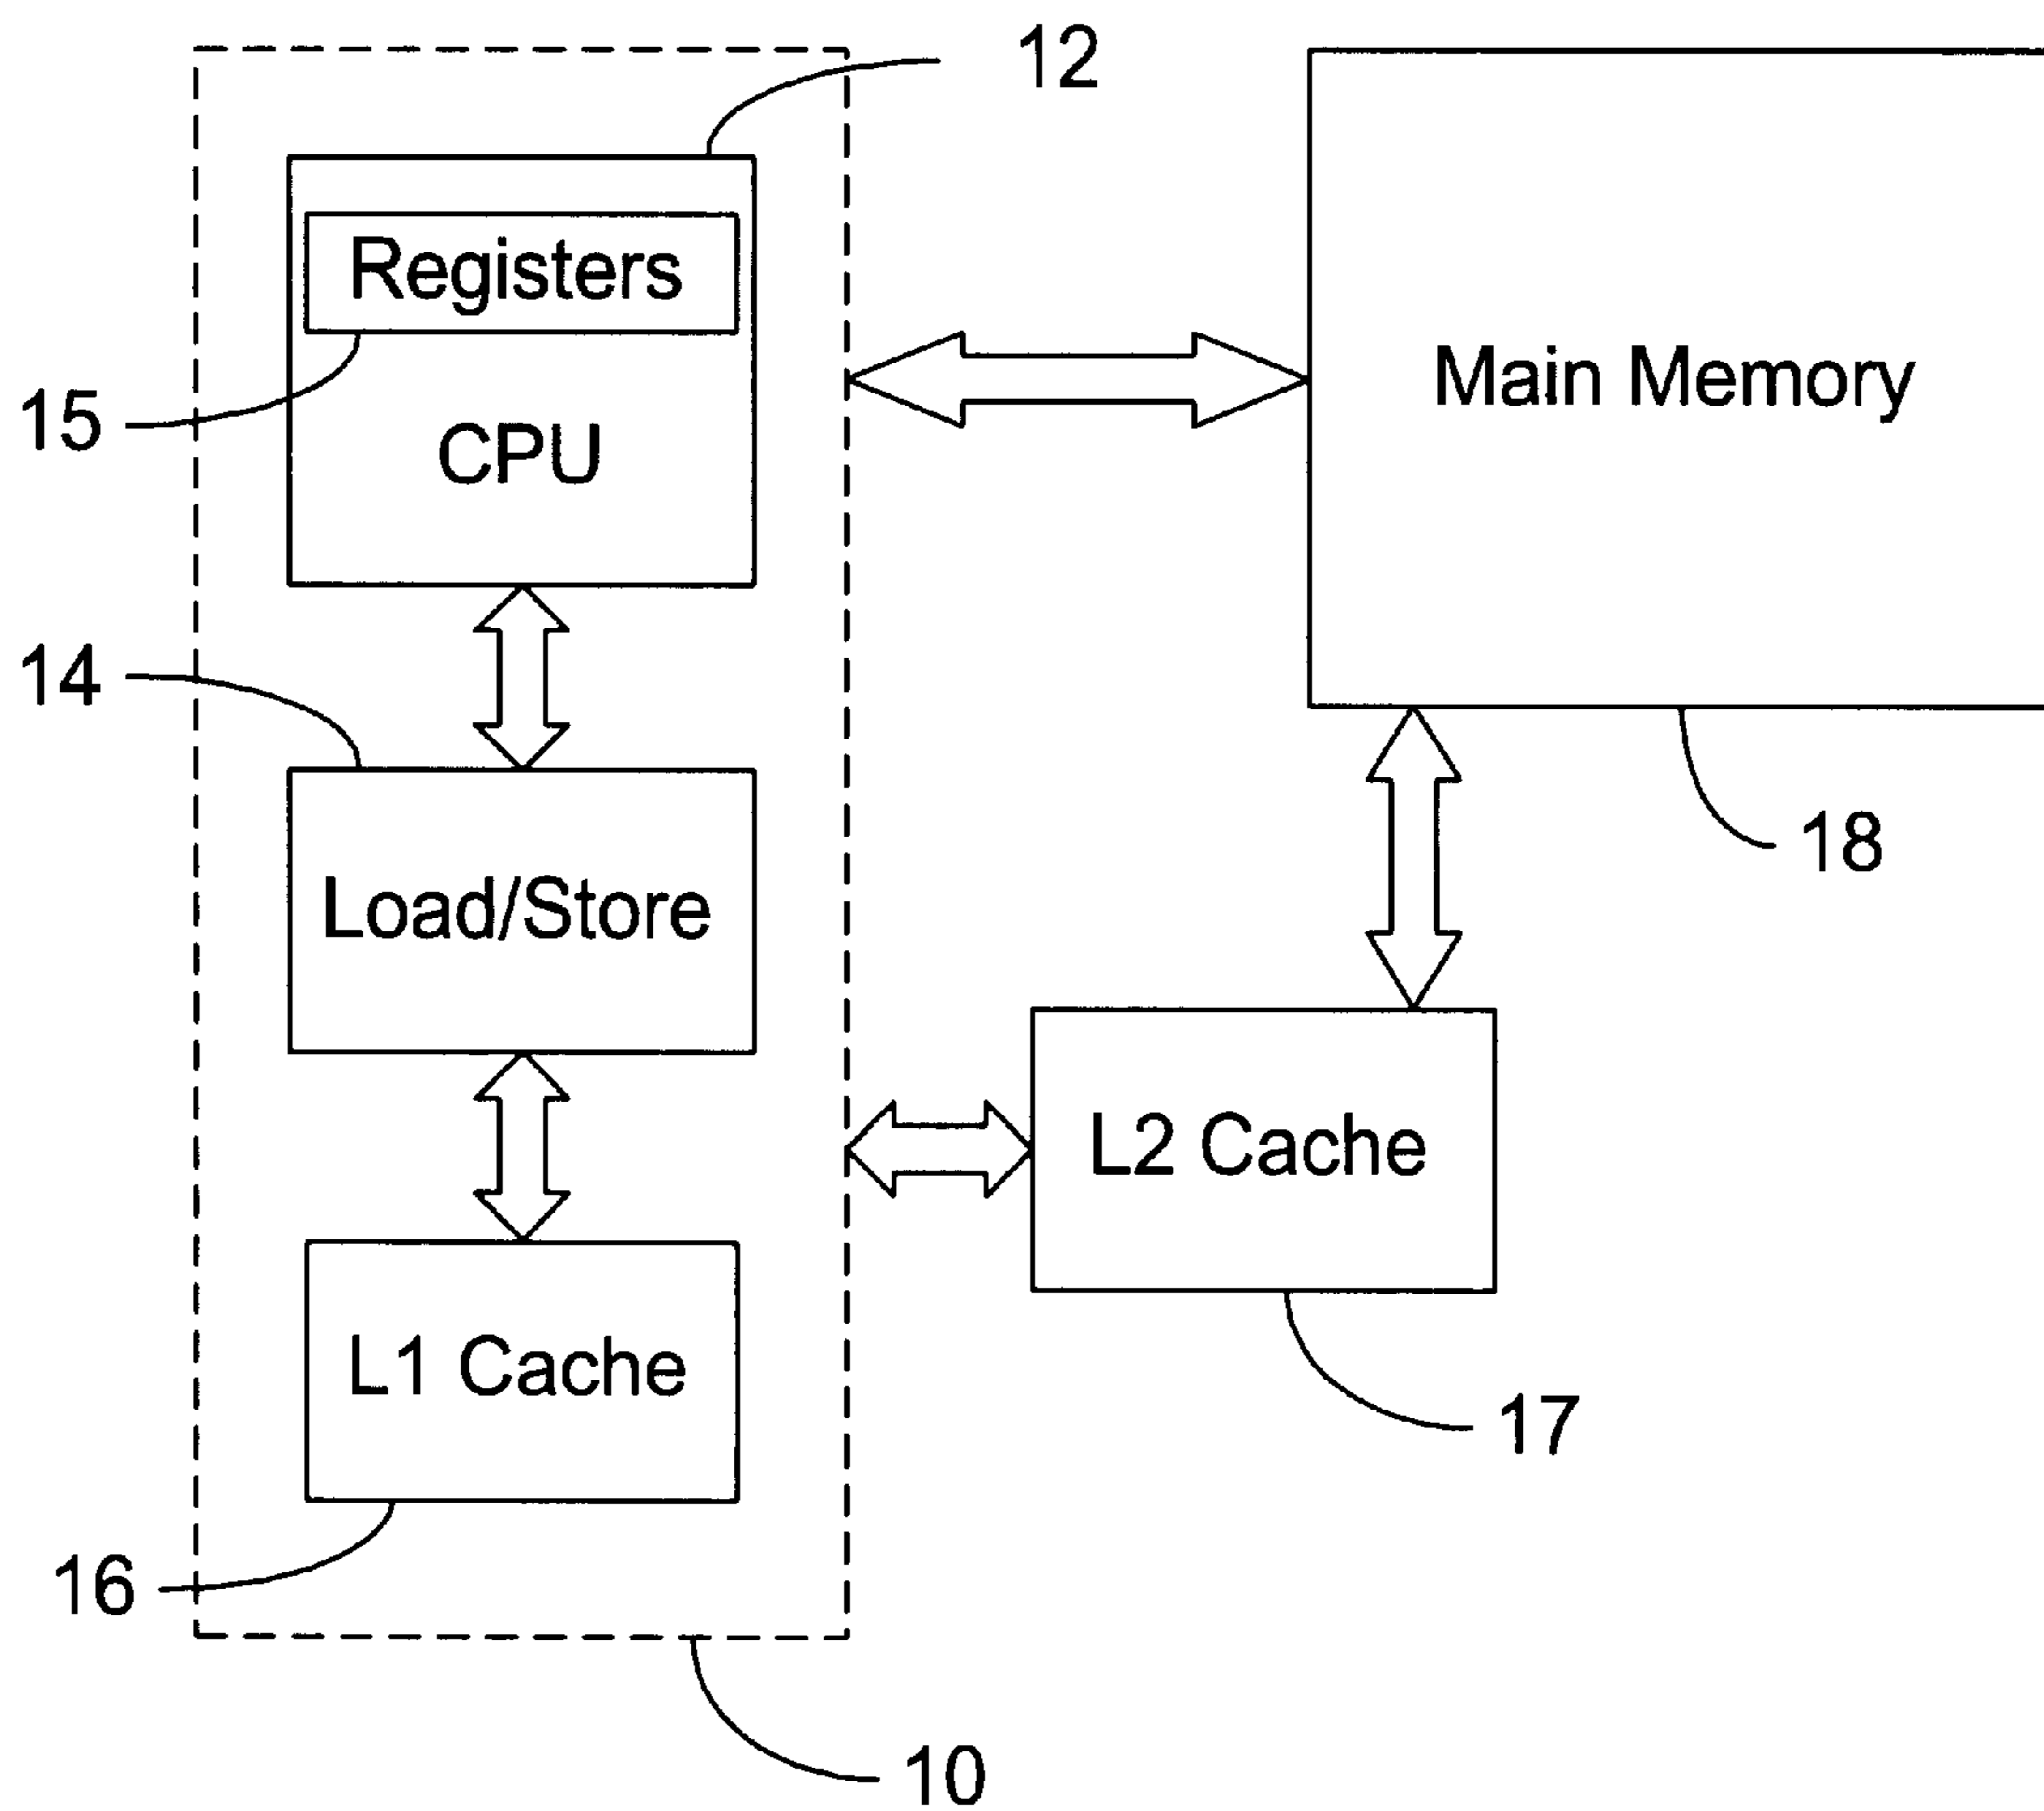 12
Registers
Main Memory
15
CPU
14
18
Load/Store
L2 Cache
L1 Cache
17
16
10